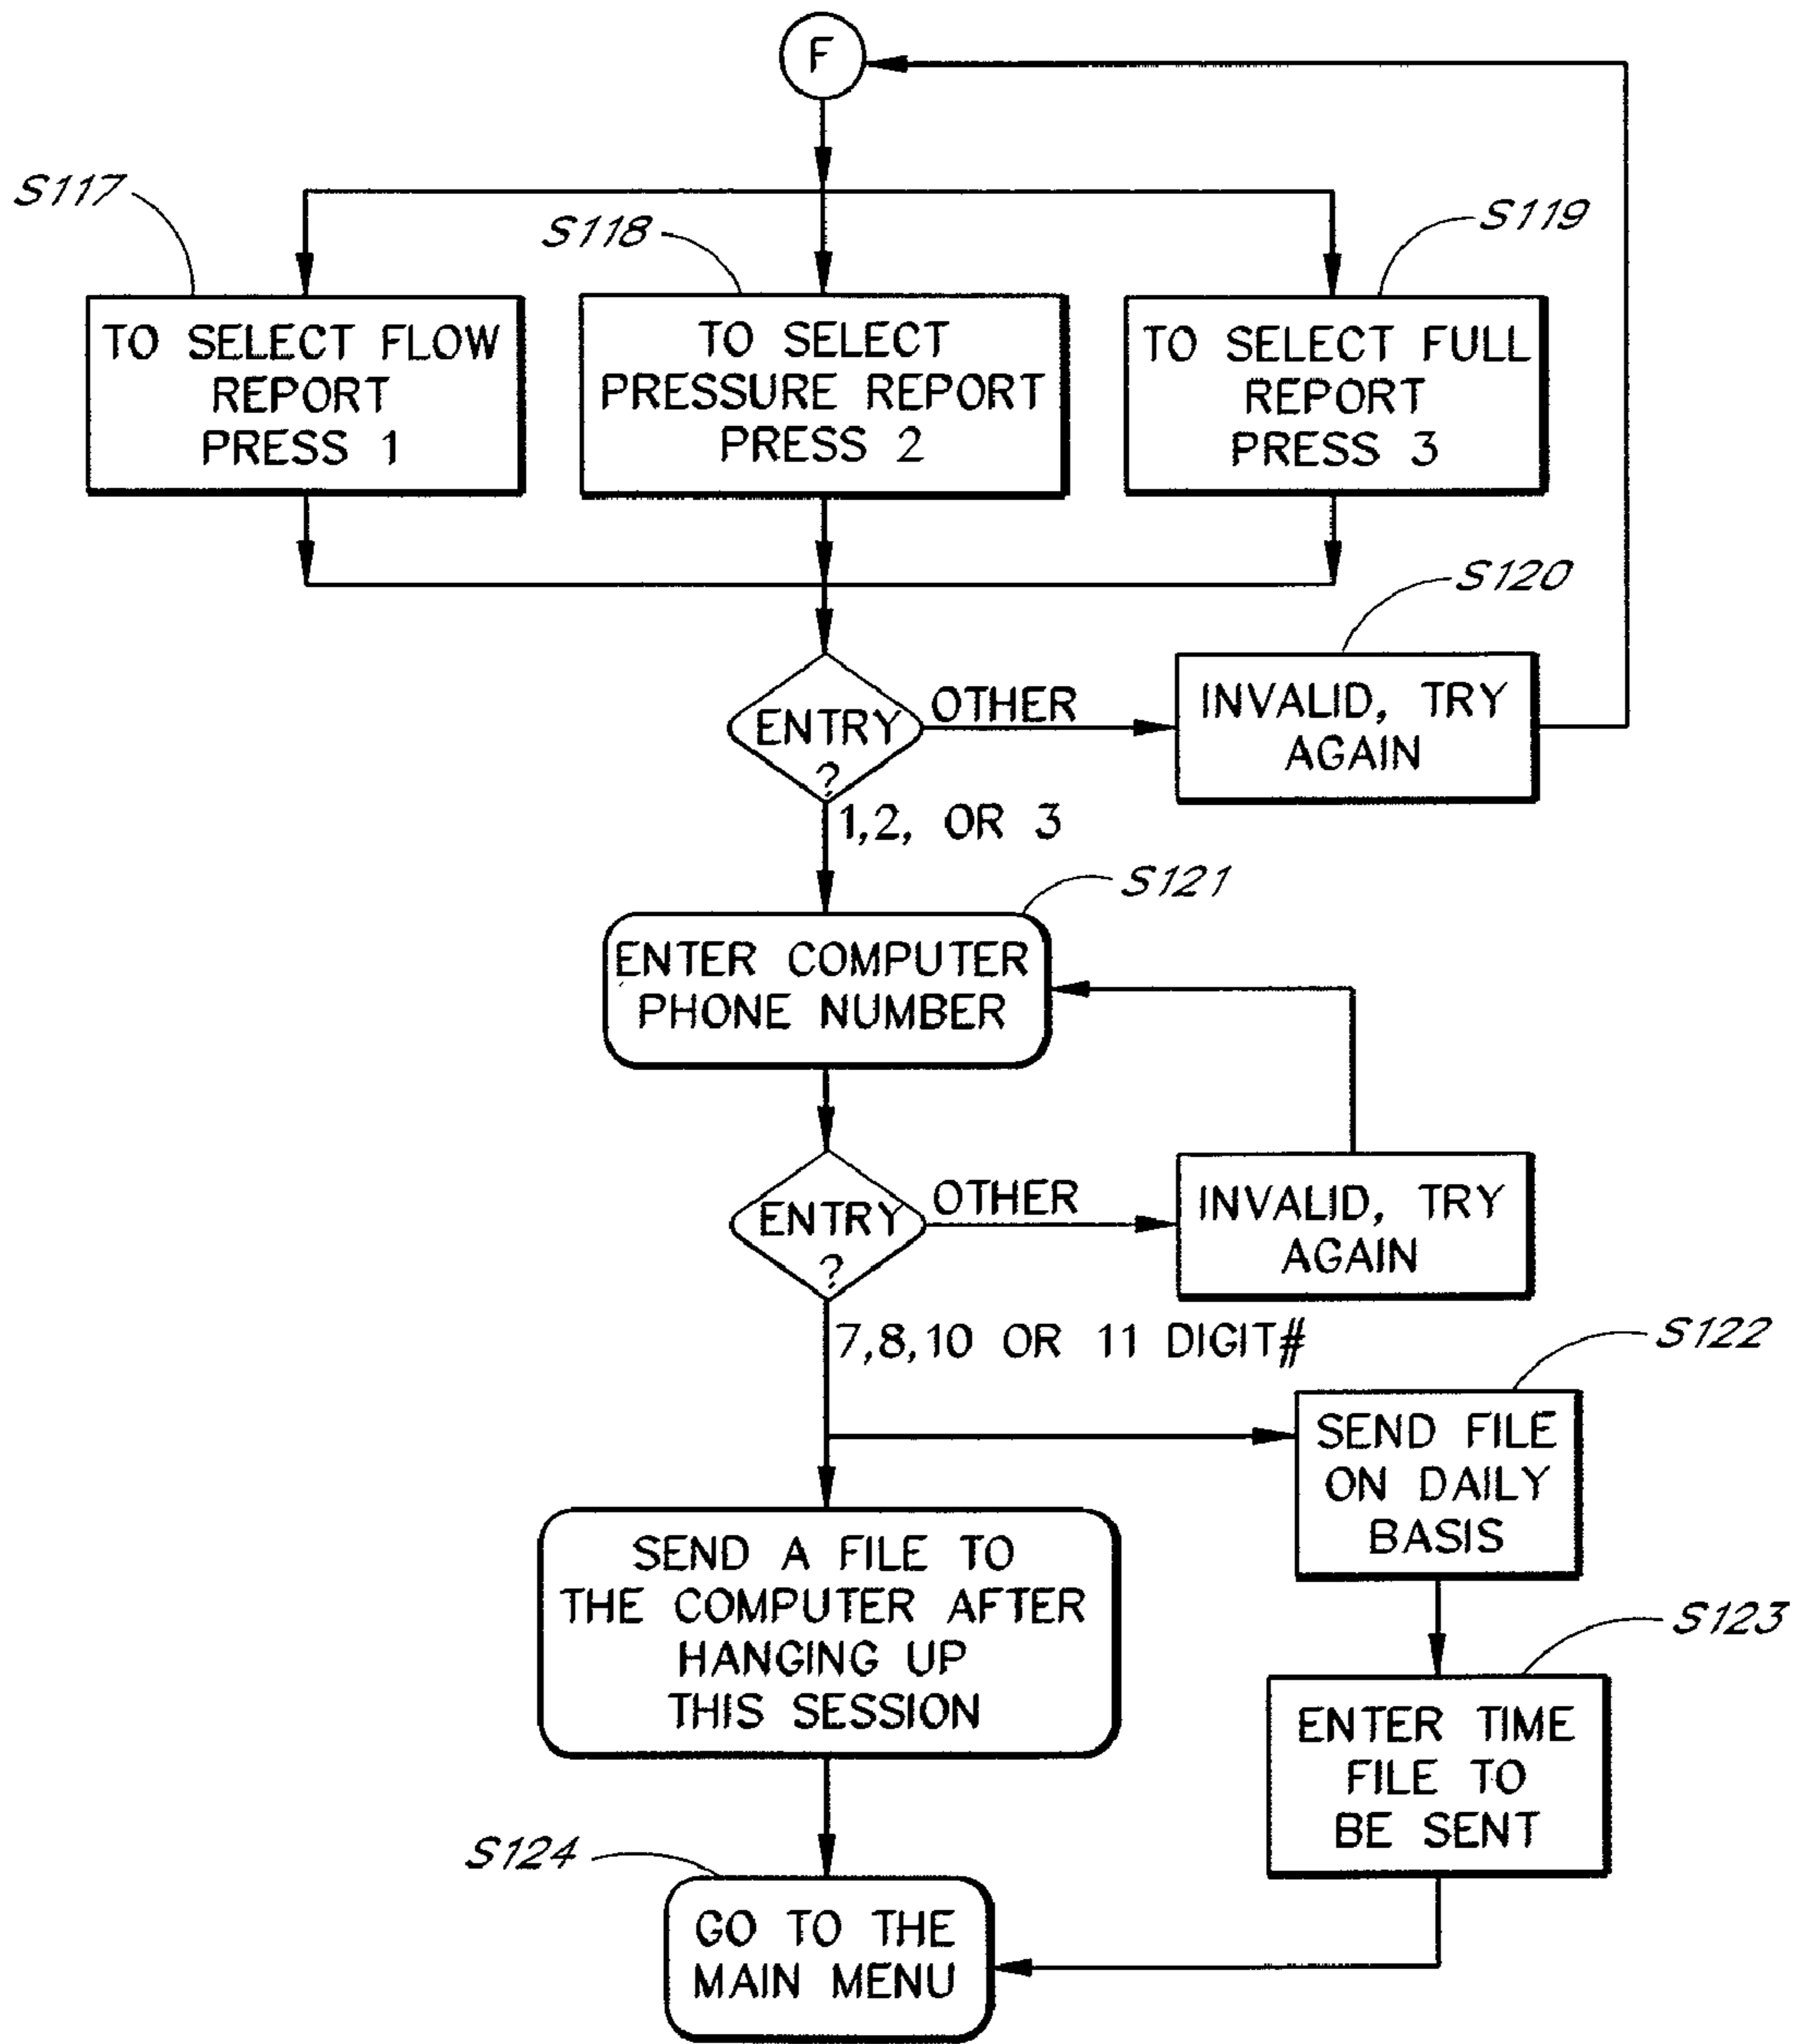 F
S117
S118
S119
TO SELECT FLOW
REPORT
PRESS 1
TO SELECT
PRESSURE REPORT
PRESS 2
TO SELECT FULL
REPORT
PRESS 3
S120
ENTRY
?
OTHER
INVALID, TRY
AGAIN
1,2, OR 3
S121
ENTER COMPUTER
PHONE NUMBER
ENTRY
?
OTHER
INVALID, TRY
AGAIN
7,8,10 OR 11 DIGIT#
S122
SEND FILE
ON DAILY
BASIS
SEND A FILE TO
THE COMPUTER AFTER
HANGING UP
THIS SESSION
S123
ENTER TIME
FILE TO
BE SENT
S124
GO TO THE
MAIN MENU